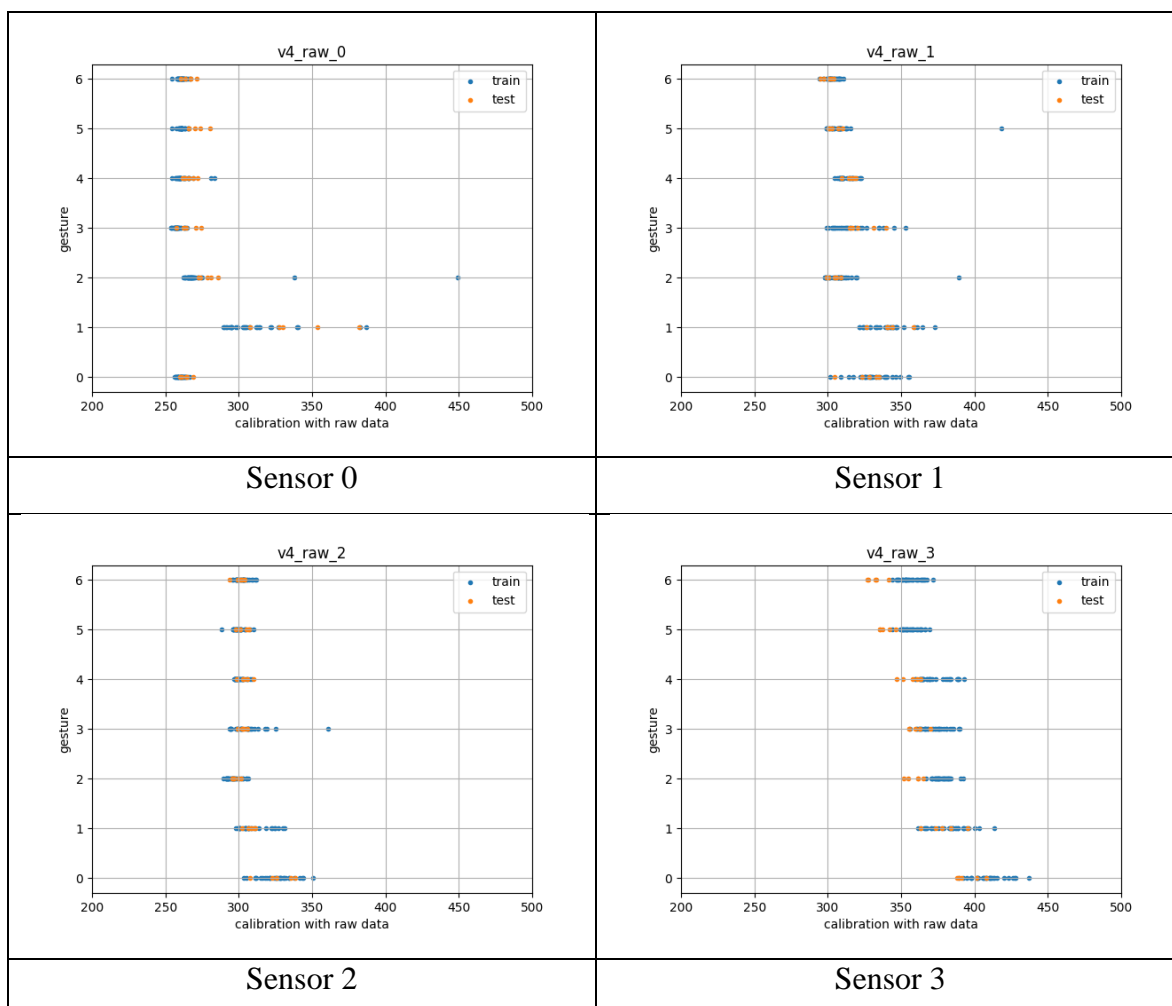 v4_raw_0
6
5
4
3
2
1
0
gesture
200
250
300
350
400
450
500
calibration with raw data
train
test
Sensor 0
v4_raw_1
6
5
4
3
2
1
0
gesture
200
250
300
350
400
450
500
calibration with raw data
train
test
Sensor 1
v4_raw_2
6
5
4
3
2
1
0
gesture
200
250
300
350
400
450
500
calibration with raw data
train
test
Sensor 2
v4_raw_3
6
5
4
3
2
1
0
gesture
200
250
300
350
400
450
500
calibration with raw data
train
test
Sensor 3